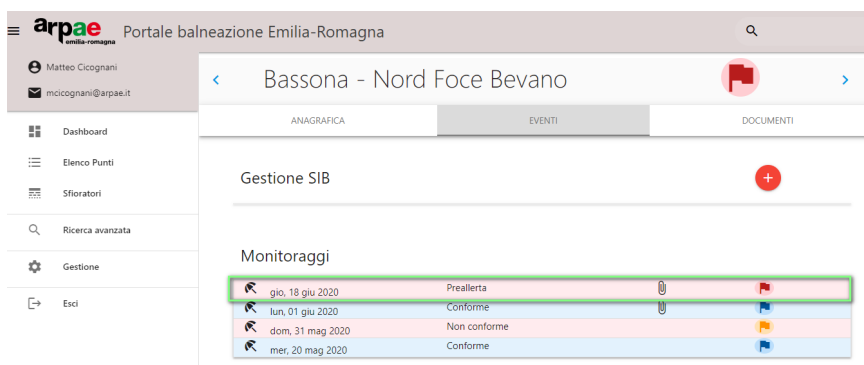 arpae
emilia-romagna
Portale balneazione Emilia-Romagna
Matteo Cicognani
mcicognani@arpae.it
Dashboard
Elenco Punti
Sfioratori
Ricerca avanzata
Gestione
Esci
Bassona - Nord Foce Bevano
ANAGRAFICA EVENTI DOCUMENTI
Gestione SIB
Monitoraggi
gio, 18 giu 2020 Preallerta
lun, 01 giu 2020 Conforme
dom, 31 mag 2020 Non conforme
mer, 20 mag 2020 Conforme